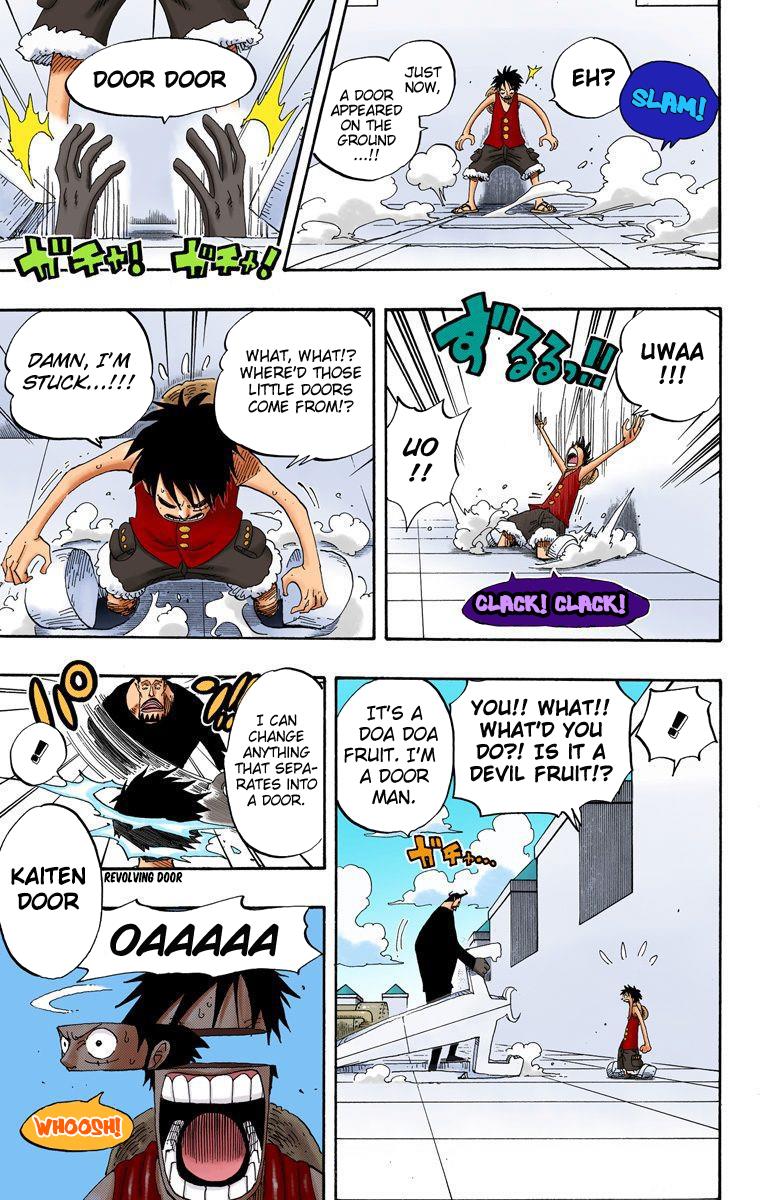 SLAM!
EH?
JUST
NOW,
A DOOR
APPEARED
ON THE
GROUND
...!!
DOOR DOOR
ガチャ! ガチャ!
UWAA
!!!
ずるるっ..!!
UO
!!
CLACK! CLACK!
WHAT, WHAT!?
WHERE'D THOSE
LITTLE DOORS
COME FROM!?
DAMN, I'M
STUCK...!!!
!
YOU!! WHAT!!
WHAT'D YOU
DO?! IS IT A
DEVIL FRUIT!?
IT'S A
DOA DOA
FRUIT. I'M
A DOOR
MAN.
ガチャ...
I CAN
CHANGE
ANYTHING
THAT SEPA-
RATES INTO
A DOOR.
!
KAITEN
DOOR
REVOLVING DOOR
OAAAAA
WHOOSH!